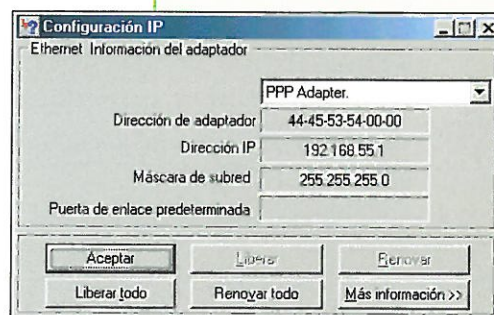 Configuración IP
Ethernet Información del adaptador
PPP Adapter.
Dirección de adaptador 44-45-53-54-00-00
Dirección IP 192.168.55.1
Máscara de subred 255.255.255.0
Puerta de enlace predeterminada
Aceptar Liberar Renovar
Liberar todo Renovar todo Más información >>